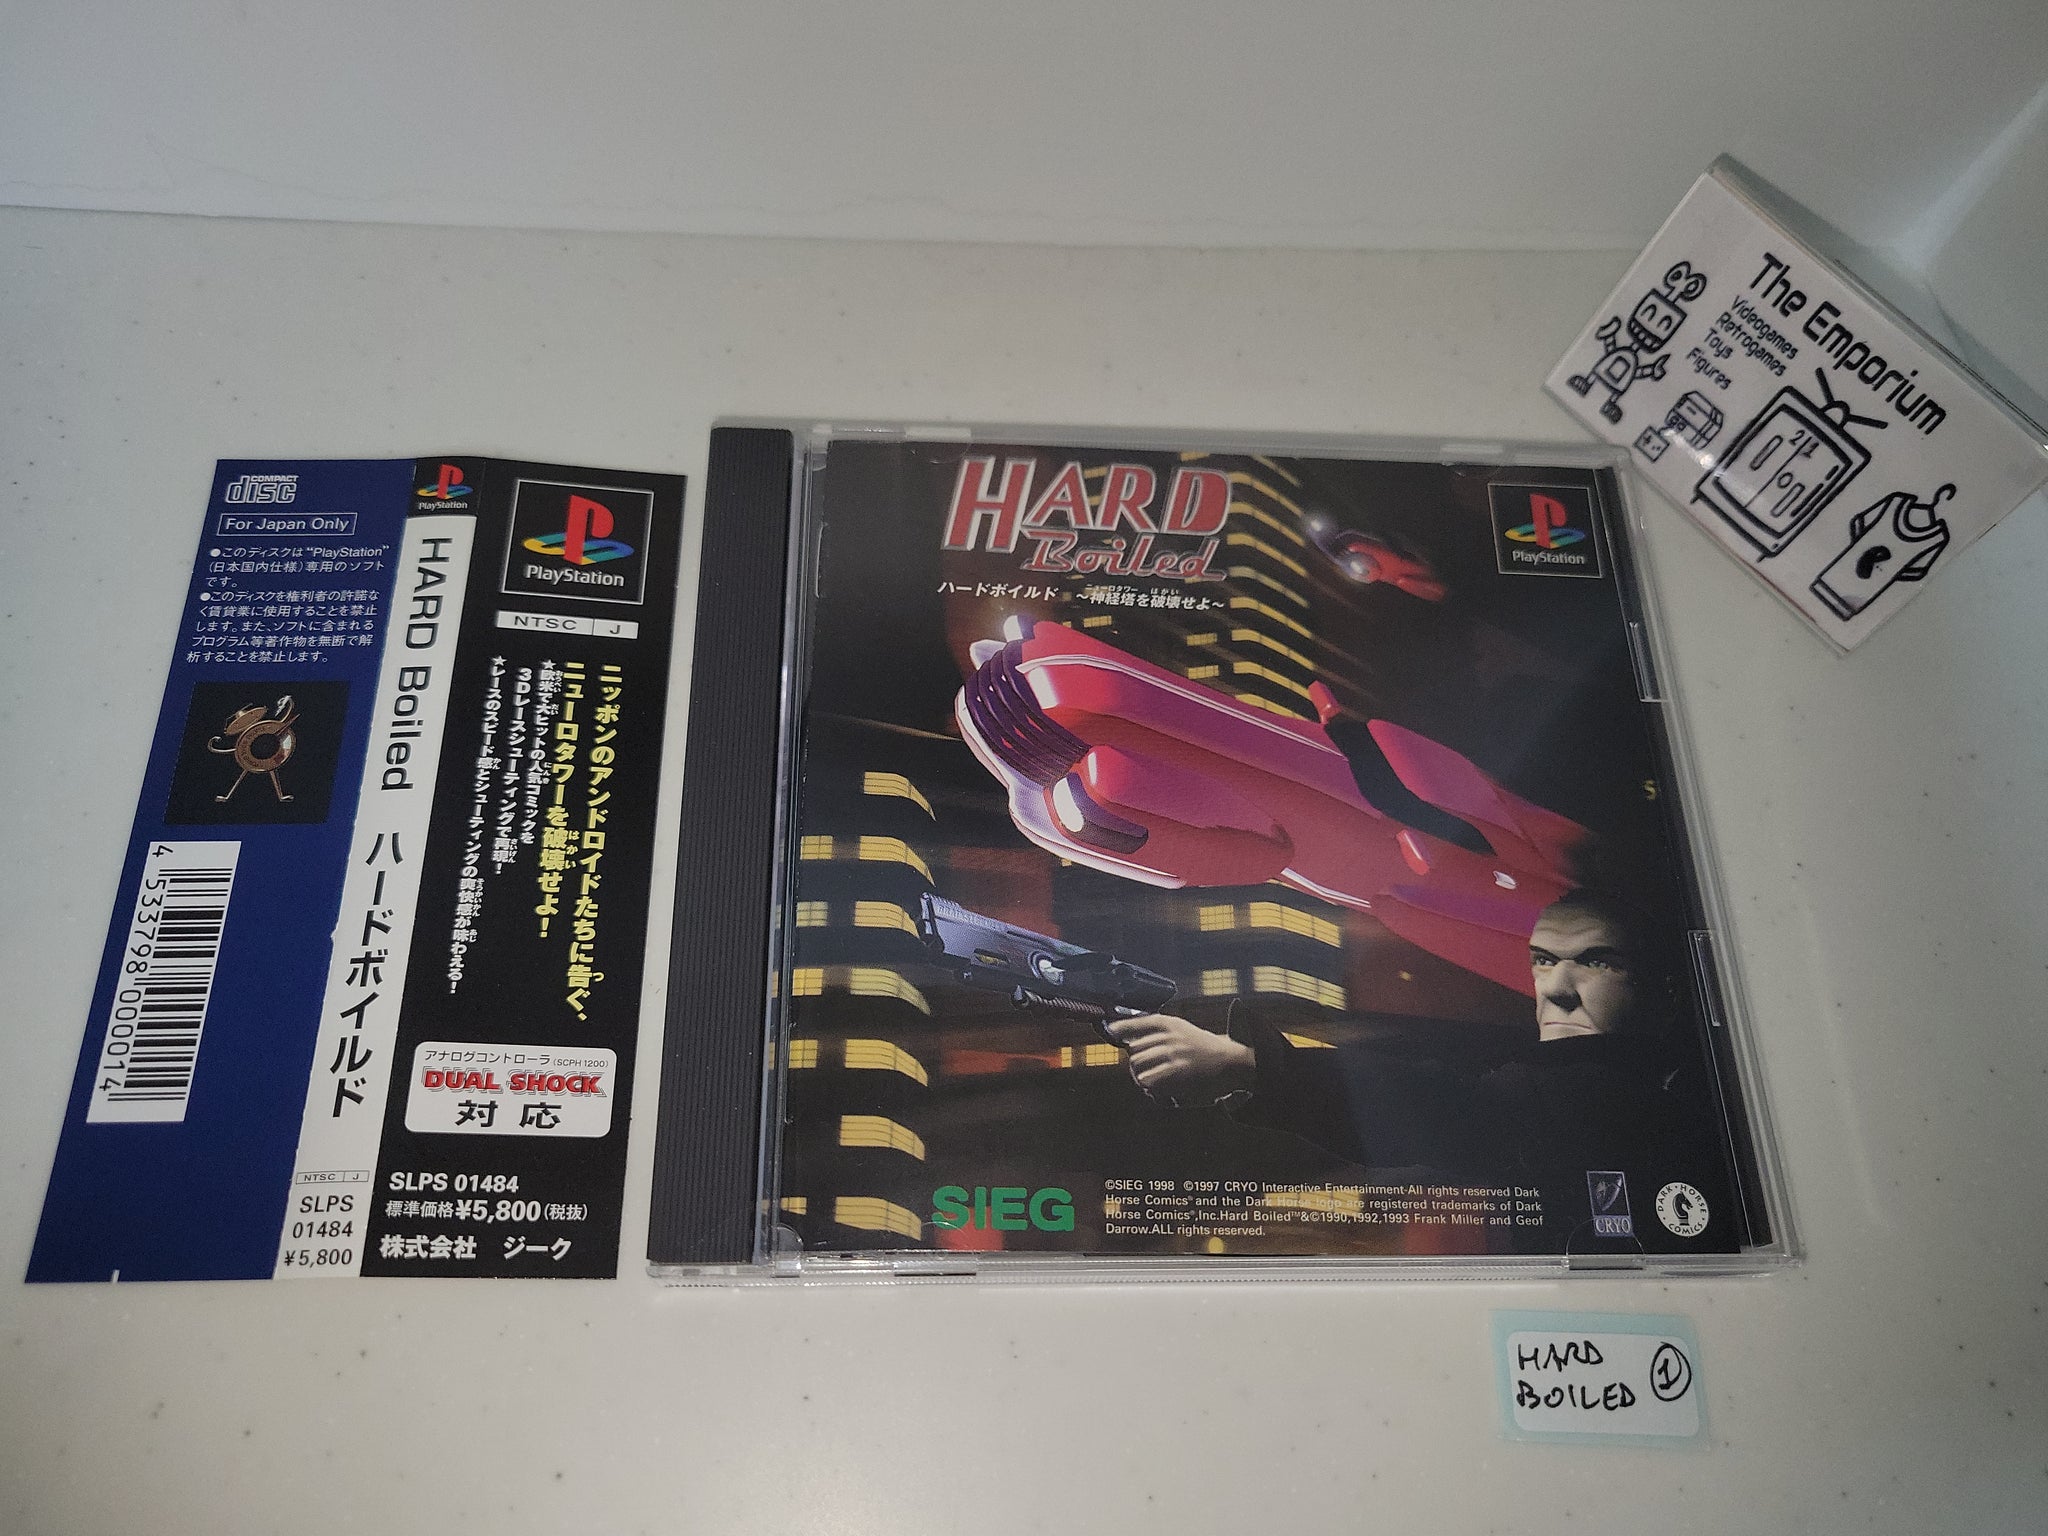 COMPACT
disc
For Japan Only
●このディスクは"PlayStation"
(日本国内仕様)専用のソフト
です。
●このディスクを権利者の許諾な
く賃貸業に使用することを禁止
します。また、ソフトに含まれる
プログラム等著作物を無断で解
析することを禁止します。
4 533798 000014
PlayStation
HARD Boiled ハードボイルド
NTSC J
SLPS
01484
¥5,800
PlayStation
NTSC J
ニッポンのアンドロイドたちに告ぐ、
ニューロタワーを破壊せよ!
★欧米で大ヒットの人気コミックを
3Dレースシューティングで再現!
★レースのスピード感とシューティングの爽快感が味わえる!
アナログコントローラ(SCPH1200)
DUAL SHOCK
対応
SLPS 01484
標準価格¥5,800(税抜)
株式会社 ジーク
HARD
Boiled
ハードボイルド ~神経塔を破壊せよ~
PlayStation
SIEG
©SIEG 1998 ©1997 CRYO Interactive Entertainment-All rights reserved Dark
Horse Comics® and the Dark Horse logo are registered trademarks of Dark
Horse Comics®,Inc.Hard Boiled™&©1990,1992,1993 Frank Miller and Geof
Darrow.ALL rights reserved.
CRYO
DARK HORSE
COMICS
The Emporium
Videogames
Retrogames
Toys
Figures
HARD
BOILED
1